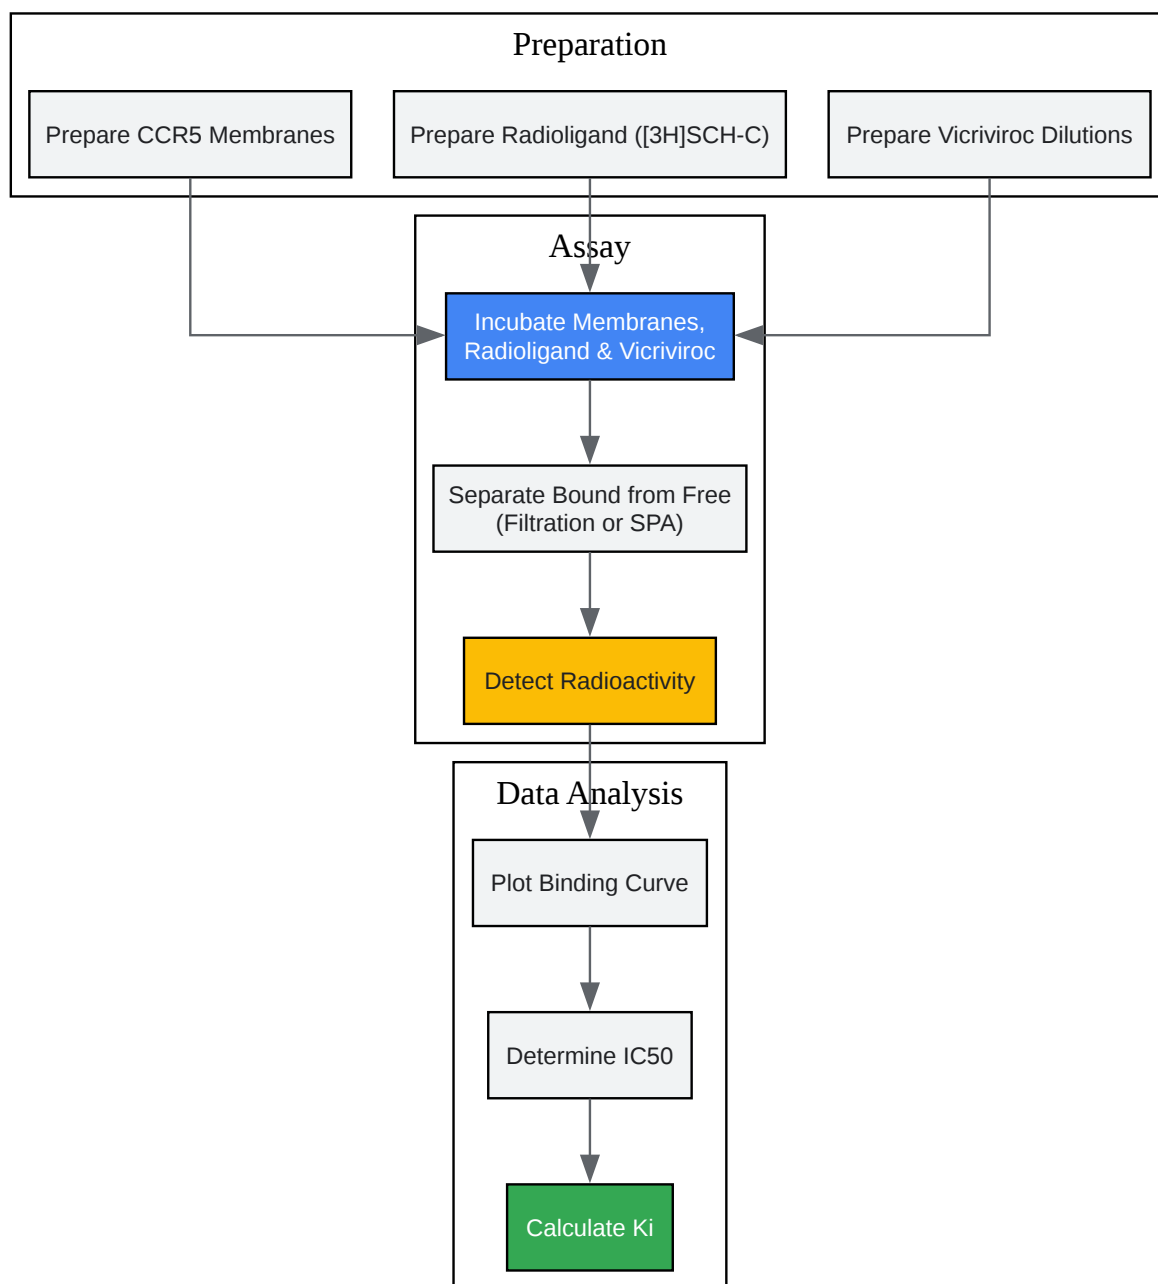 Preparation
Prepare CCR5 Membranes
Prepare Radioligand ([3H]SCH-C)
Prepare Vicriviroc Dilutions
Assay
Incubate Membranes,
Radioligand & Vicriviroc
Separate Bound from Free
(Filtration or SPA)
Detect Radioactivity
Data Analysis
Plot Binding Curve
Determine IC50
Calculate Ki